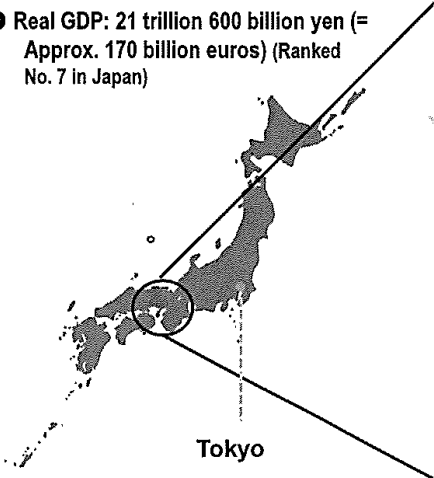 ● Real GDP: 21 trillion 600 billion yen (=
Approx. 170 billion euros) (Ranked
No. 7 in Japan)
Tokyo